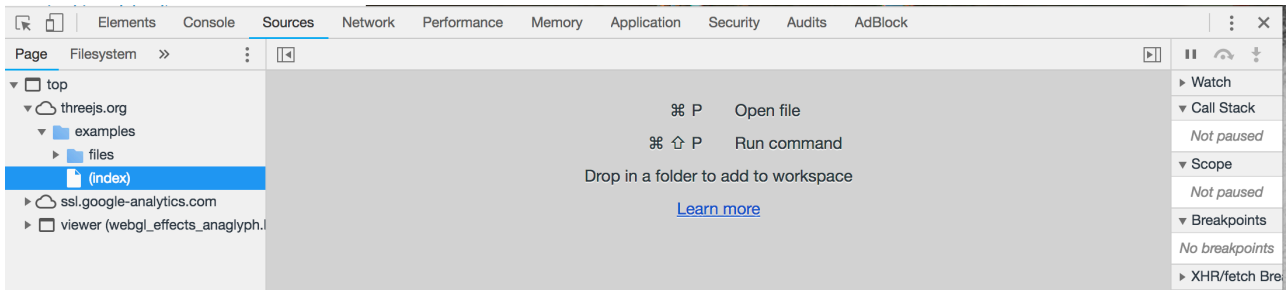 Elements Console Sources Network Performance Memory Application Security Audits AdBlock
Page Filesystem »
top
threejs.org
examples
files
(index)
ssl.google-analytics.com
viewer (webgl_effects_anaglyph.
⌘ P Open file
⌘ ⇧ P Run command
Drop in a folder to add to workspace
Learn more
Watch
Call Stack
Not paused
Scope
Not paused
Breakpoints
No breakpoints
XHR/fetch Bre